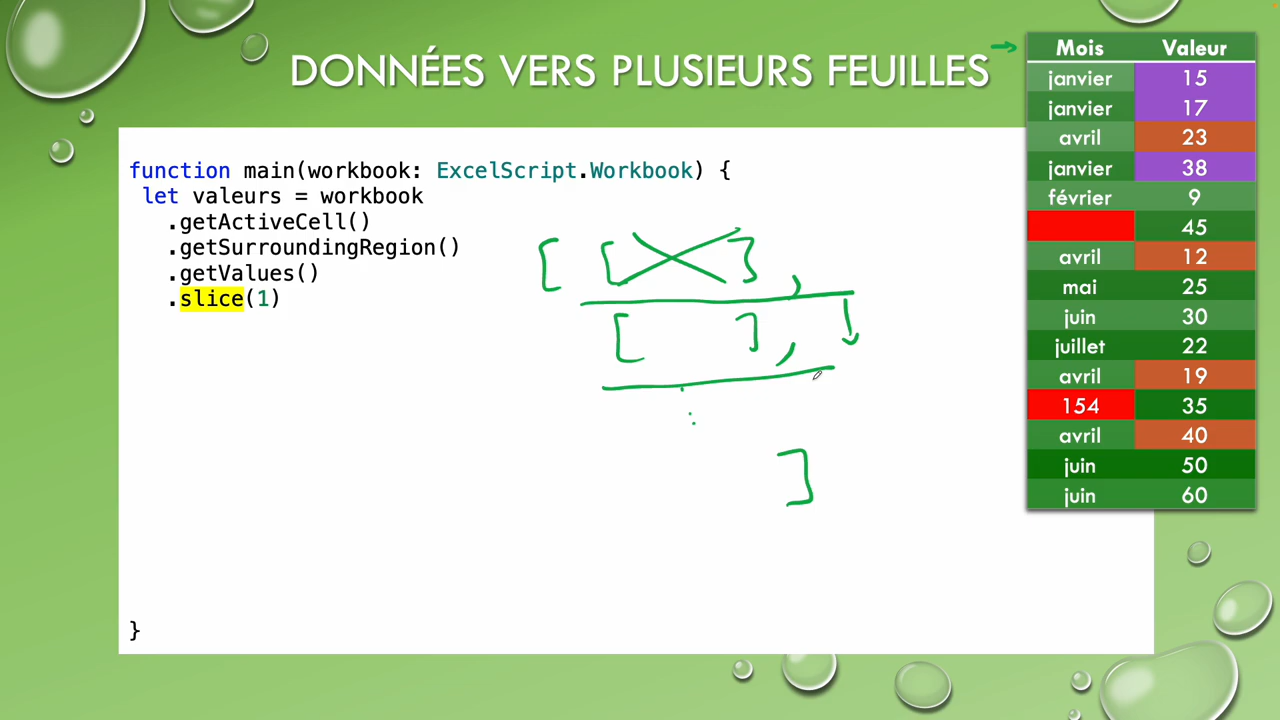 DONNÉES VERS PLUSIEURS FEUILLES
function main(workbook: ExcelScript.Workbook) {
let valeurs = workbook
.getActiveCell()
.getSurroundingRegion()
.getValues()
.slice(1)
}
[ [ ] ,
[ ] ,
:
]
Mois Valeur
janvier 15
janvier 17
avril 23
janvier 38
février 9
45
avril 12
mai 25
juin 30
juillet 22
avril 19
154 35
avril 40
juin 50
juin 60